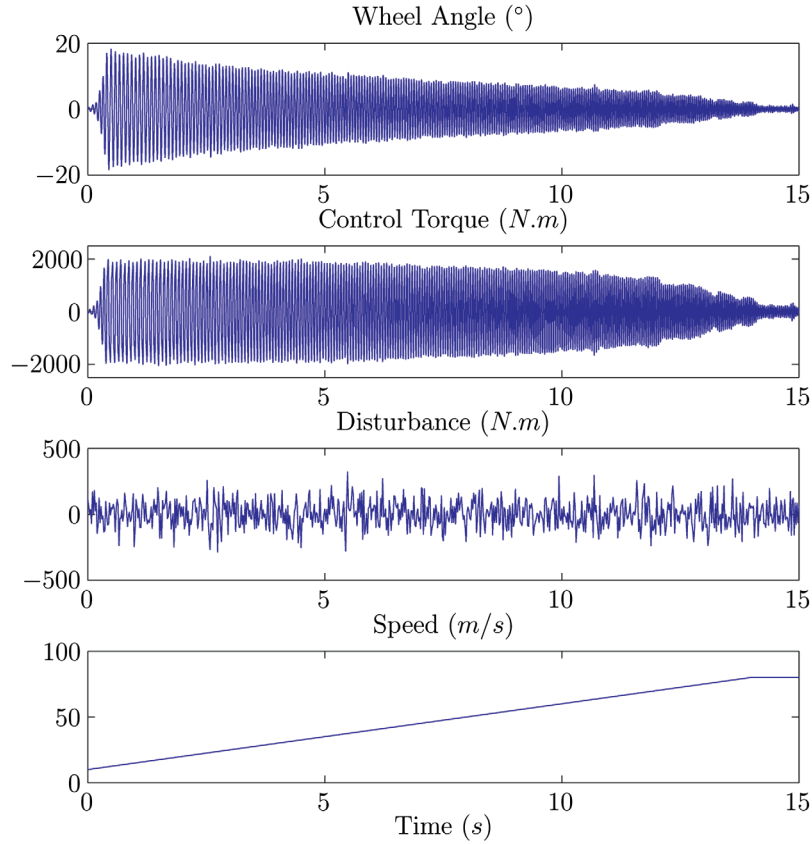 Wheel Angle (°)
20
0
−20
0 5 10 15
Control Torque (N.m)
2000
0
−2000
0 5 10 15
Disturbance (N.m)
500
0
−500
0 5 10 15
Speed (m/s)
100
50
0
0 5 10 15
Time (s)